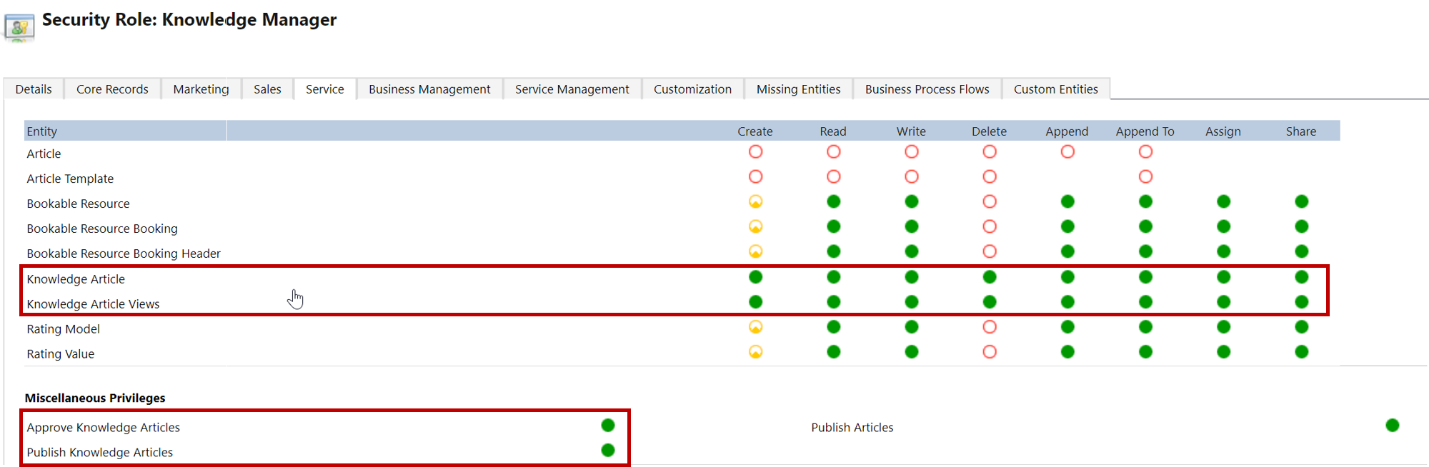 Security Role: Knowledge Manager
Details Core Records Marketing Sales Service Business Management Service Management Customization Missing Entities Business Process Flows Custom Entities
Entity Create Read Write Delete Append Append To Assign Share
Article
Article Template
Bookable Resource
Bookable Resource Booking
Bookable Resource Booking Header
Knowledge Article
Knowledge Article Views
Rating Model
Rating Value
Miscellaneous Privileges
Approve Knowledge Articles Publish Articles
Publish Knowledge Articles